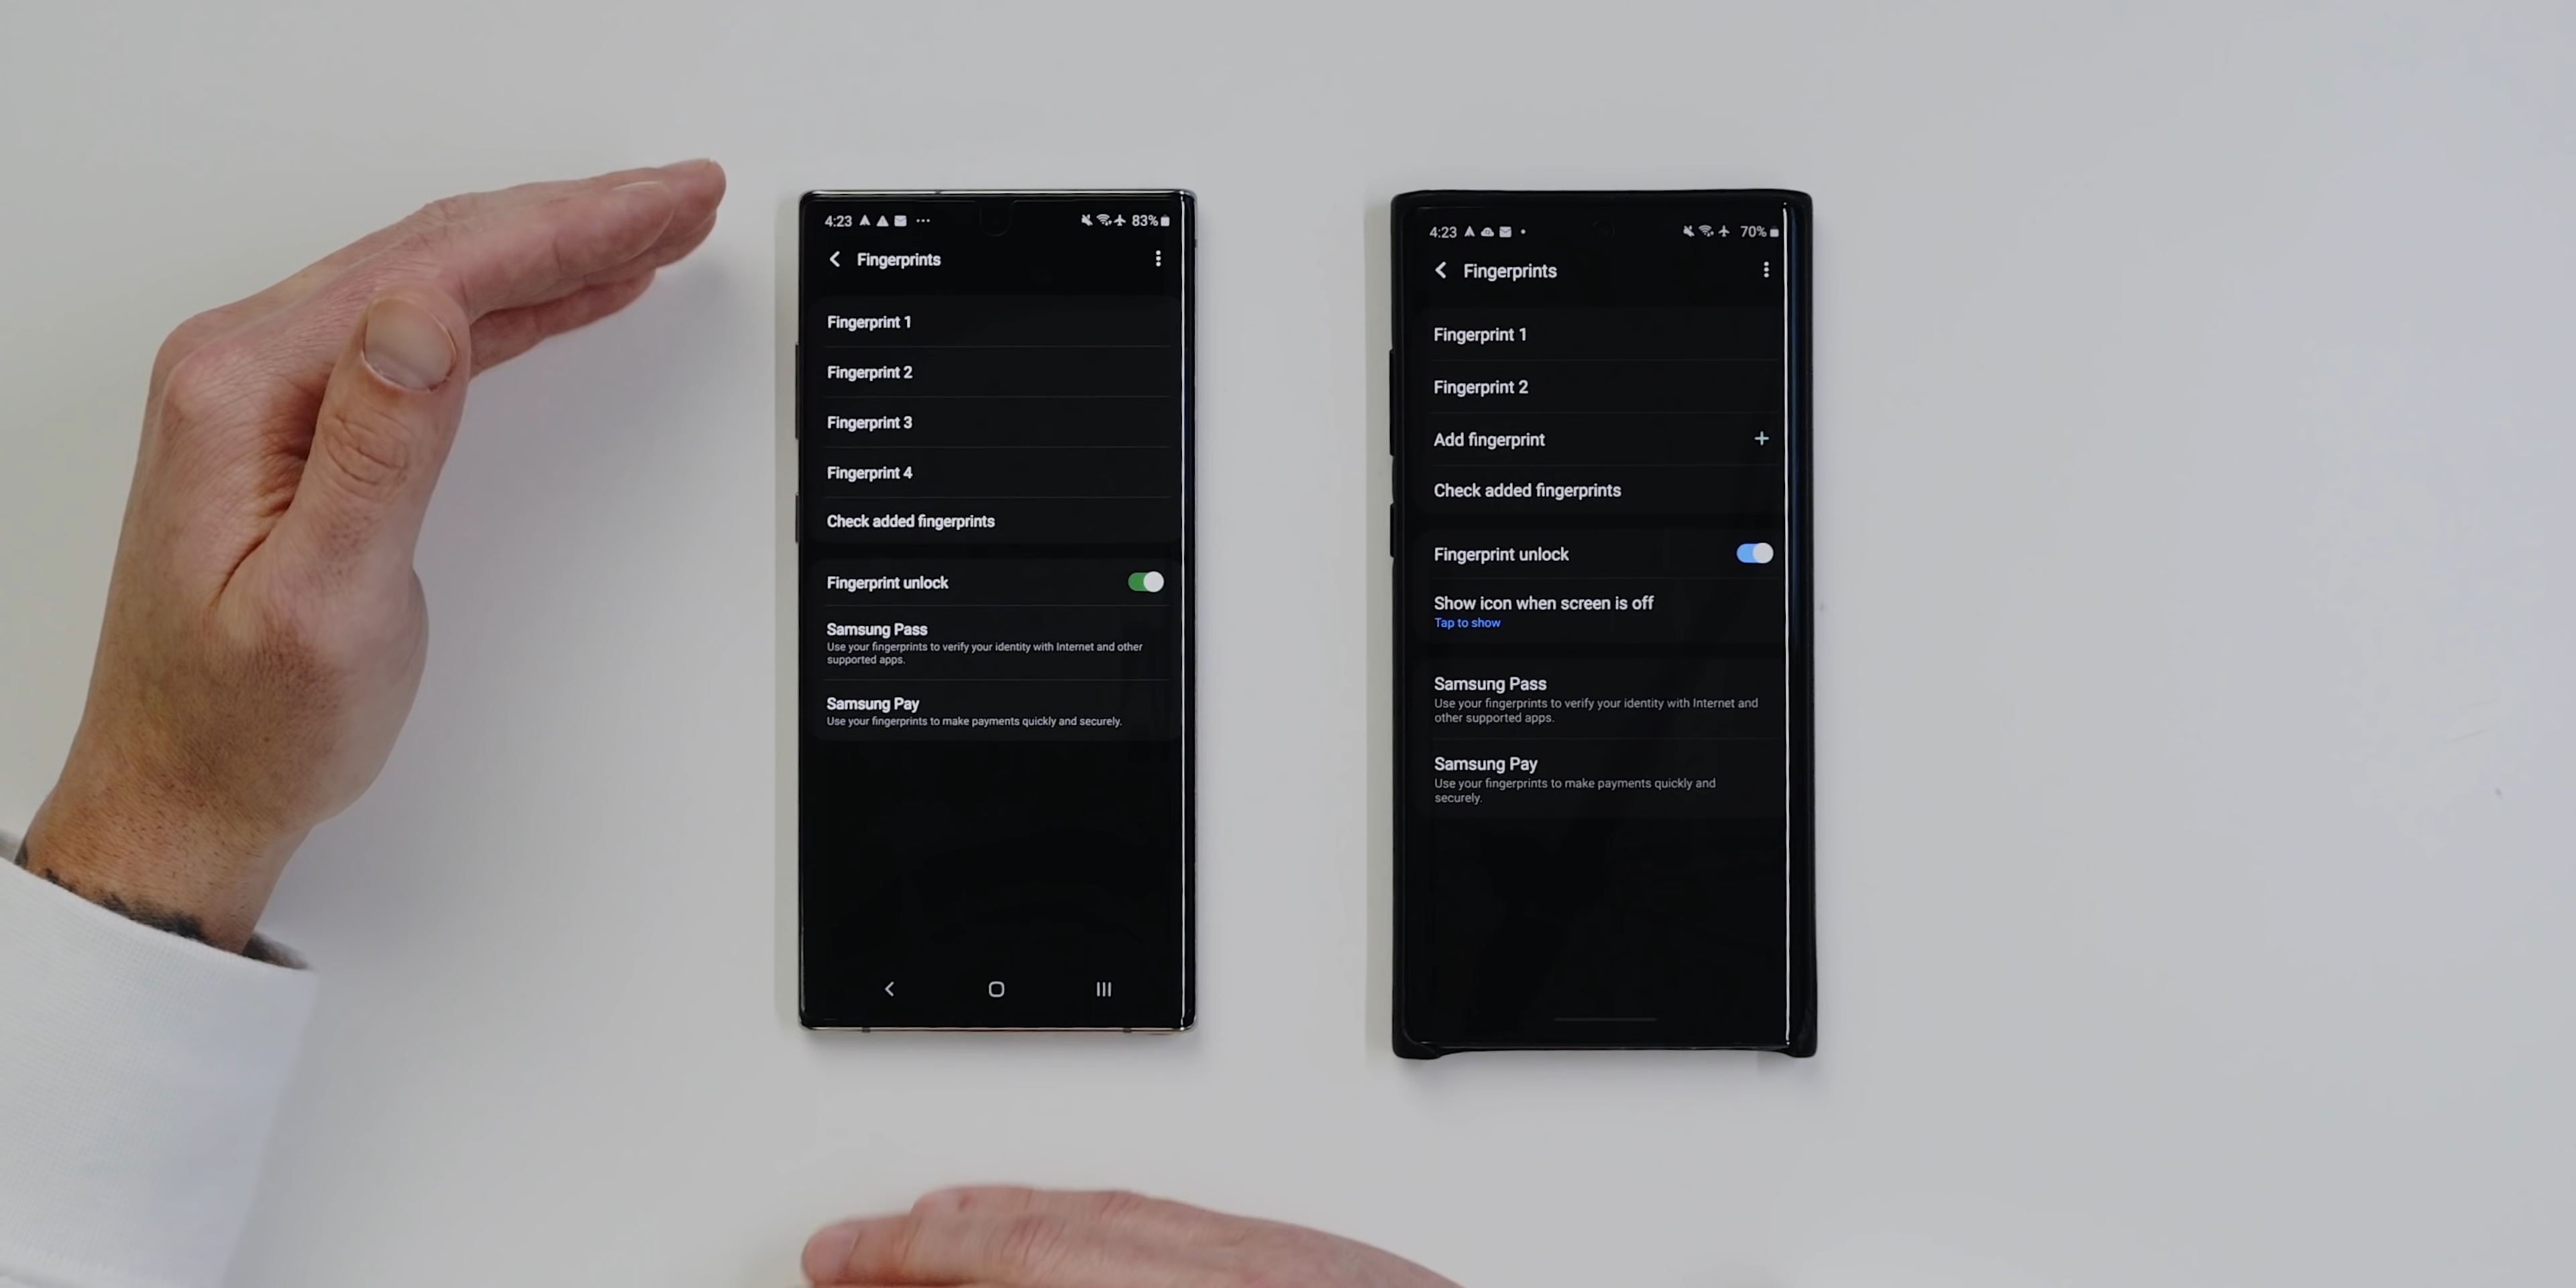 4:23 83%
Fingerprints
Fingerprint 1
Fingerprint 2
Fingerprint 3
Fingerprint 4
Check added fingerprints
Fingerprint unlock
Samsung Pass
Use your fingerprints to verify your identity with Internet and other
supported apps.
Samsung Pay
Use your fingerprints to make payments quickly and securely.
4:23 70%
Fingerprints
Fingerprint 1
Fingerprint 2
Add fingerprint
Check added fingerprints
Fingerprint unlock
Show icon when screen is off
Tap to show
Samsung Pass
Use your fingerprints to verify your identity with Internet and
other supported apps.
Samsung Pay
Use your fingerprints to make payments quickly and
securely.